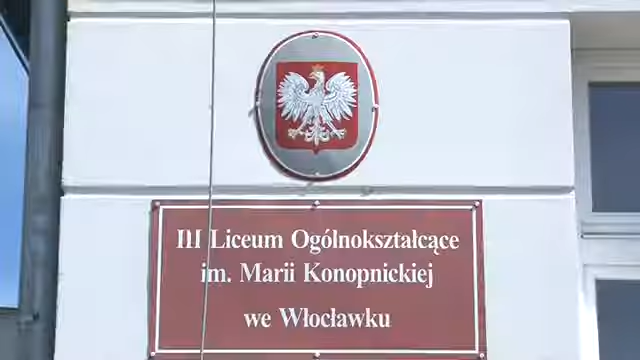 III Liceum Ogólnokształcące
im. Marii Konopnickiej
we Włocławku